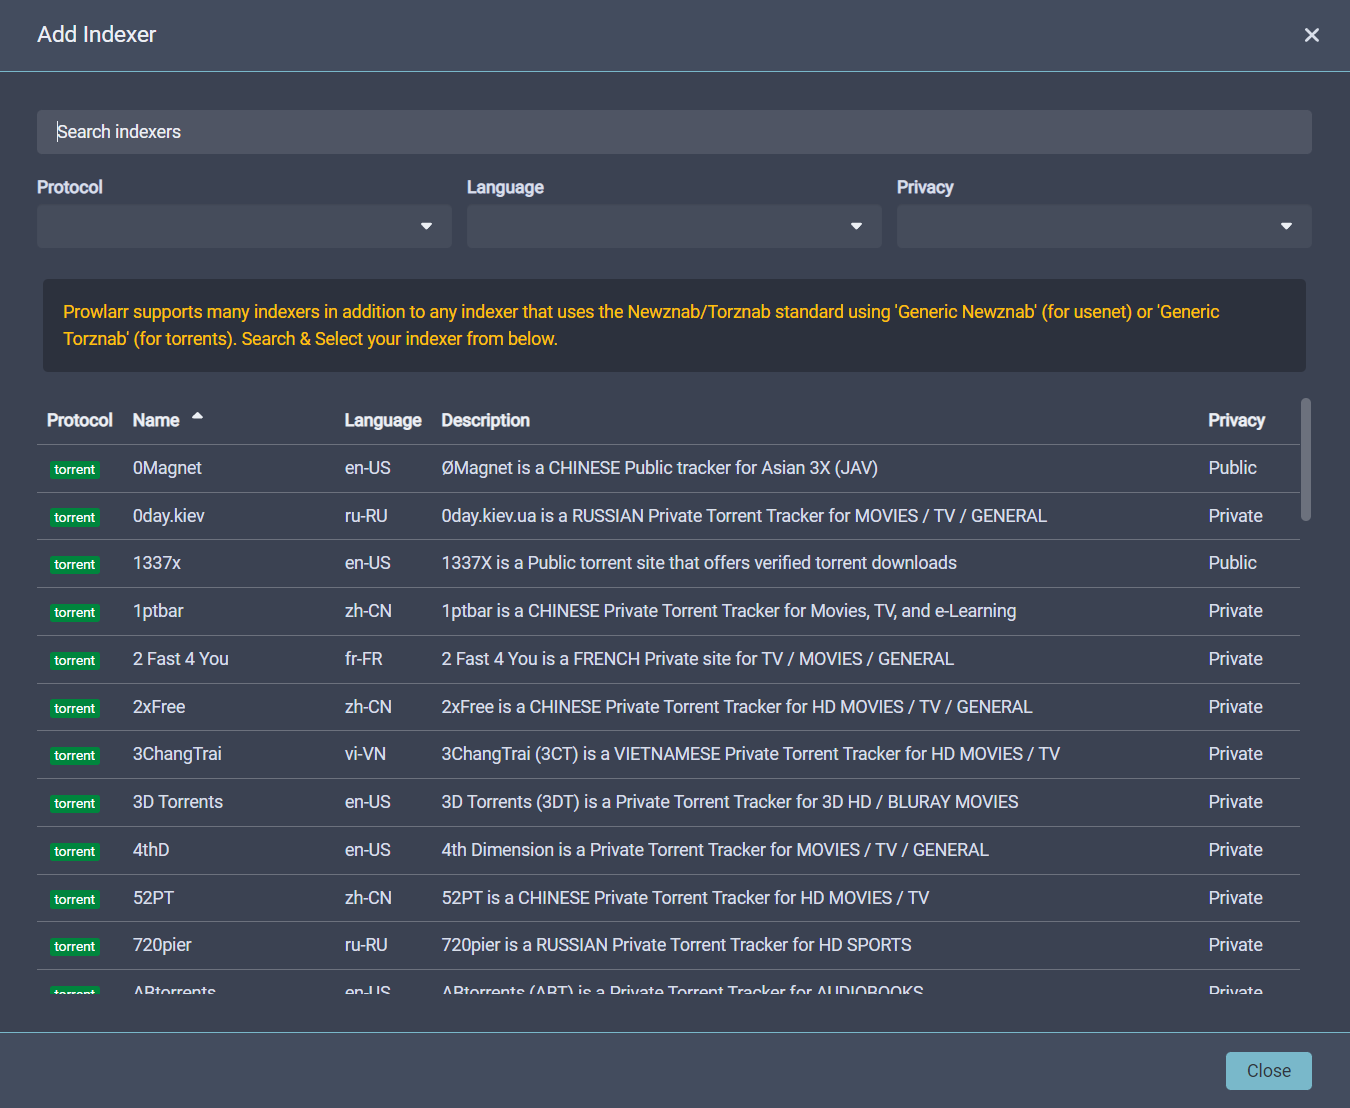 Add Indexer
Search indexers
Protocol Language Privacy
Prowlarr supports many indexers in addition to any indexer that uses the Newznab/Torznab standard using 'Generic Newznab' (for usenet) or 'Generic
Torznab' (for torrents). Search & Select your indexer from below.
Protocol Name Language Description Privacy
torrent 0Magnet en-US ØMagnet is a CHINESE Public tracker for Asian 3X (JAV) Public
torrent 0day.kiev ru-RU 0day.kiev.ua is a RUSSIAN Private Torrent Tracker for MOVIES / TV / GENERAL Private
torrent 1337x en-US 1337X is a Public torrent site that offers verified torrent downloads Public
torrent 1ptbar zh-CN 1ptbar is a CHINESE Private Torrent Tracker for Movies, TV, and e-Learning Private
torrent 2 Fast 4 You fr-FR 2 Fast 4 You is a FRENCH Private site for TV / MOVIES / GENERAL Private
torrent 2xFree zh-CN 2xFree is a CHINESE Private Torrent Tracker for HD MOVIES / TV / GENERAL Private
torrent 3ChangTrai vi-VN 3ChangTrai (3CT) is a VIETNAMESE Private Torrent Tracker for HD MOVIES / TV Private
torrent 3D Torrents en-US 3D Torrents (3DT) is a Private Torrent Tracker for 3D HD / BLURAY MOVIES Private
torrent 4thD en-US 4th Dimension is a Private Torrent Tracker for MOVIES / TV / GENERAL Private
torrent 52PT zh-CN 52PT is a CHINESE Private Torrent Tracker for HD MOVIES / TV Private
torrent 720pier ru-RU 720pier is a RUSSIAN Private Torrent Tracker for HD SPORTS Private
torrent ABtorrents en-US ABtorrents (ABT) is a Private Torrent Tracker for AUDIOBOOKS Private
Close